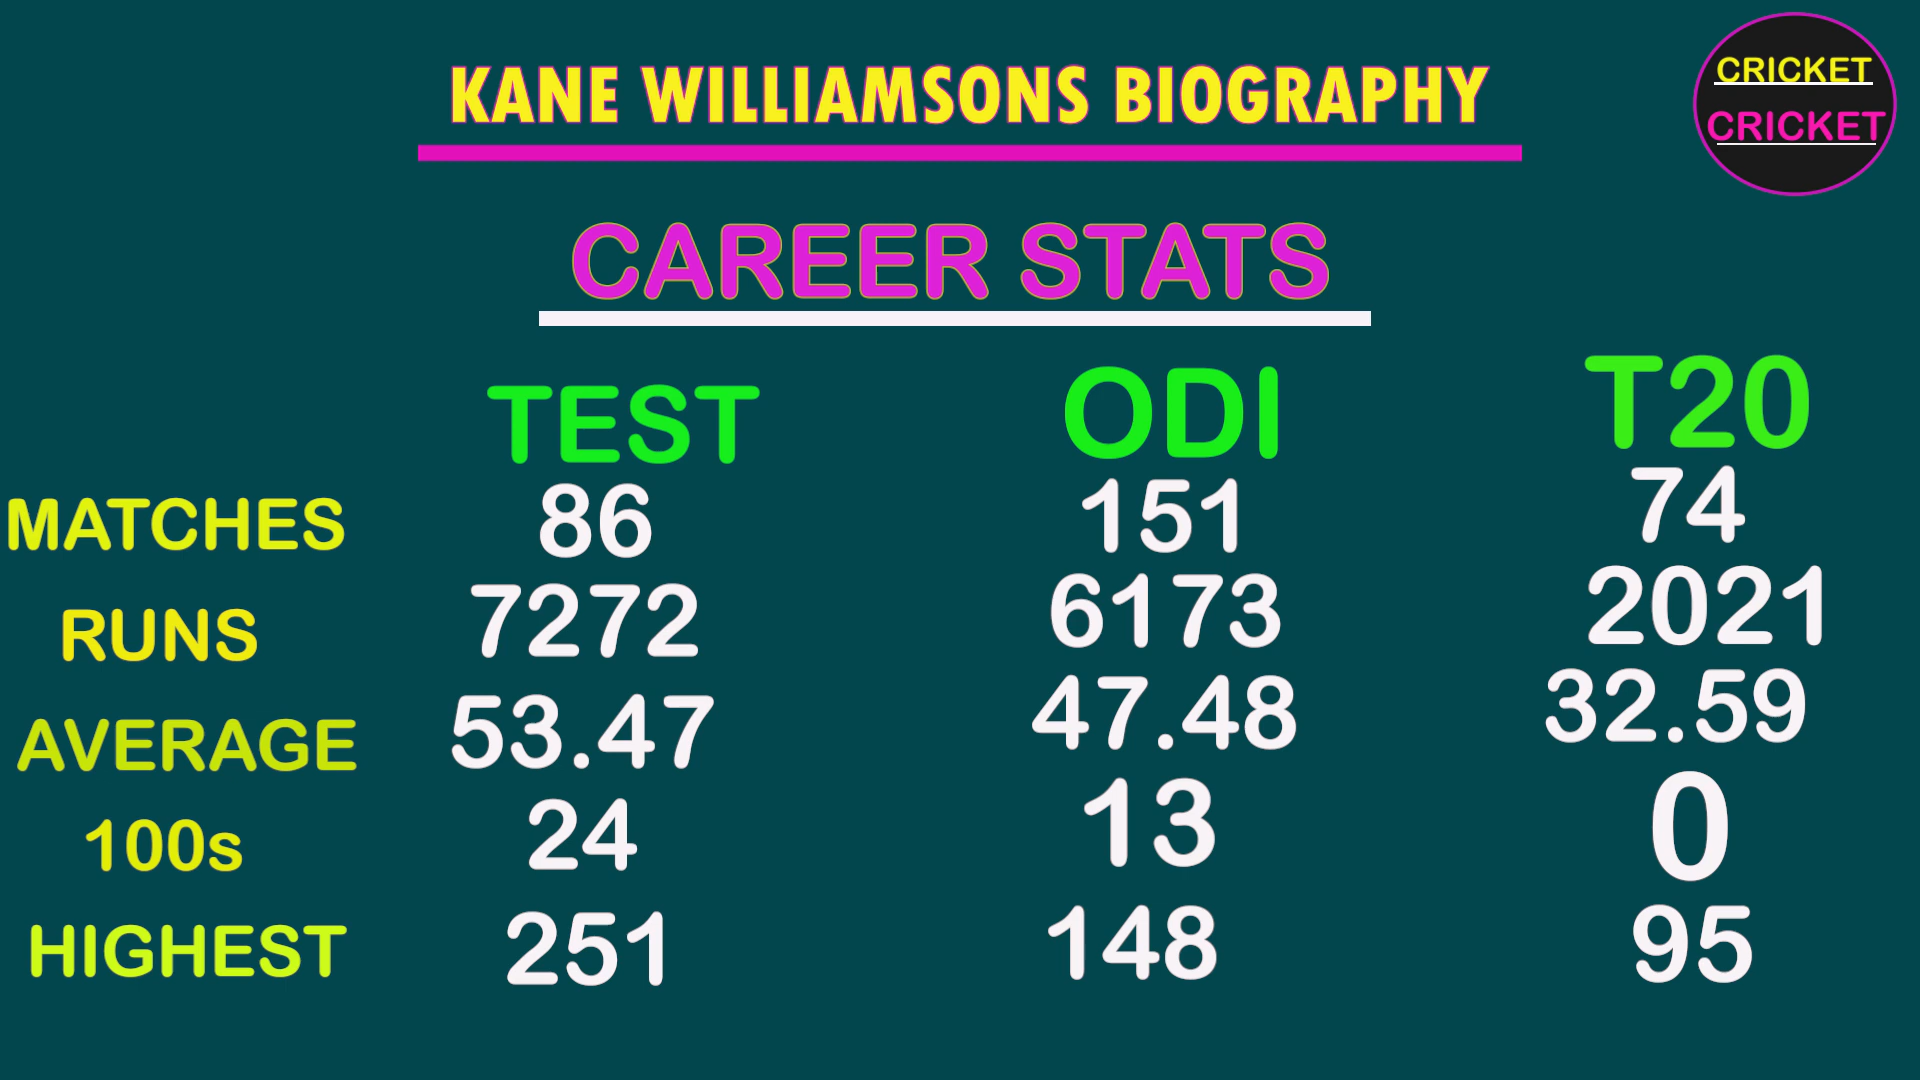 KANE WILLIAMSONS BIOGRAPHY
CRICKET
CRICKET
CAREER STATS
TEST ODI T20
MATCHES 86 151 74
RUNS 7272 6173 2021
AVERAGE 53.47 47.48 32.59
100s 24 13 0
HIGHEST 251 148 95